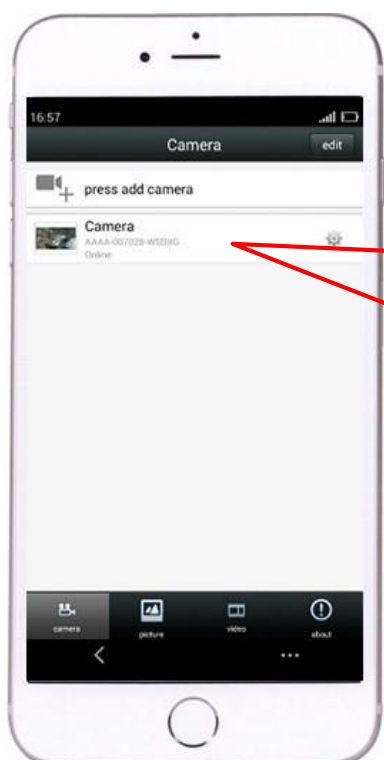 16:57
Camera
edit
press add camera
Camera
AAAA-007028-WSDXG
Online
camera
picture
video
about